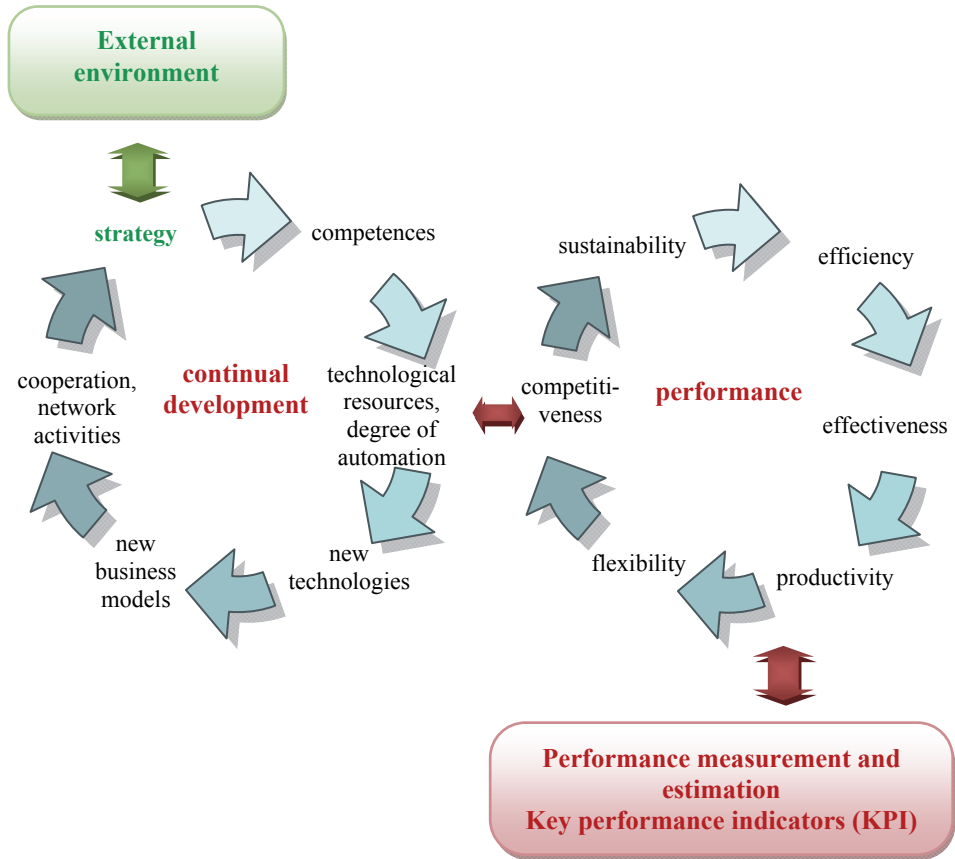 External
environment
strategy
competences
technological
resources,
degree of
automation
new
technologies
new
business
models
cooperation,
network
activities
continual
development
sustainability
efficiency
effectiveness
productivity
flexibility
competiti-
veness
performance
Performance measurement and
estimation
Key performance indicators (KPI)